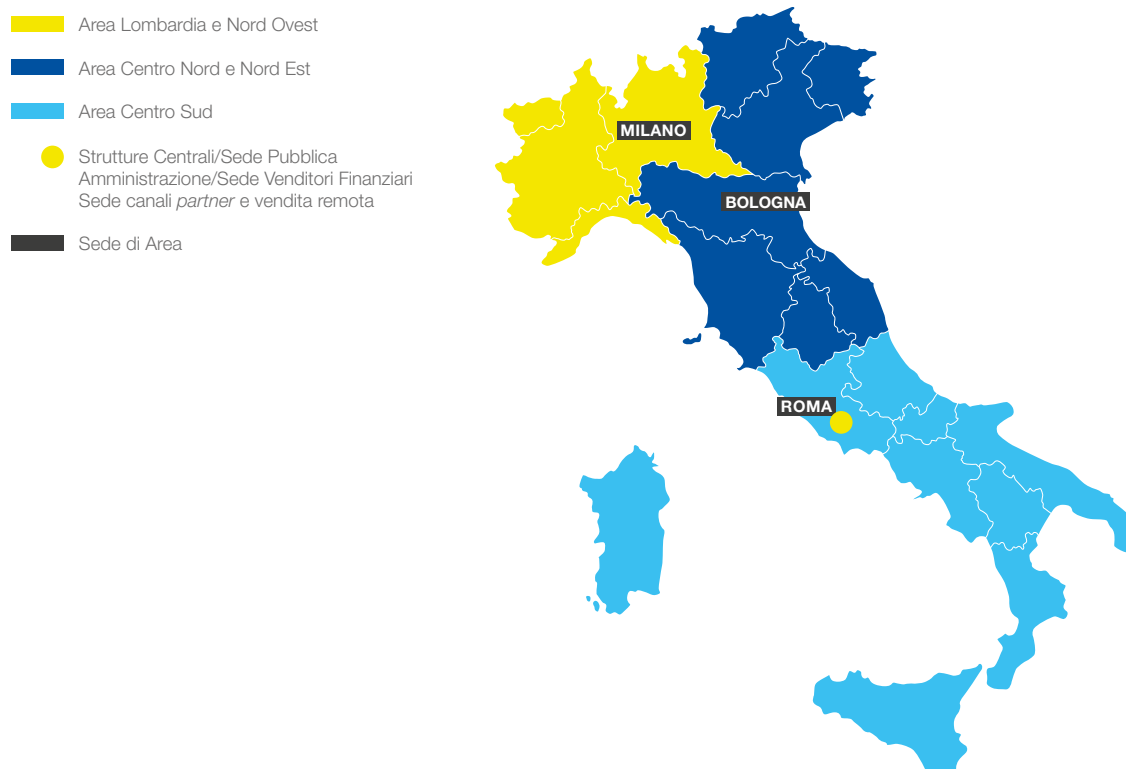 Area Lombardia e Nord Ovest
Area Centro Nord e Nord Est
Area Centro Sud
Strutture Centrali/Sede Pubblica
Amministrazione/Sede Venditori Finanziari
Sede canali partner e vendita remota
Sede di Area
MILANO
BOLOGNA
ROMA